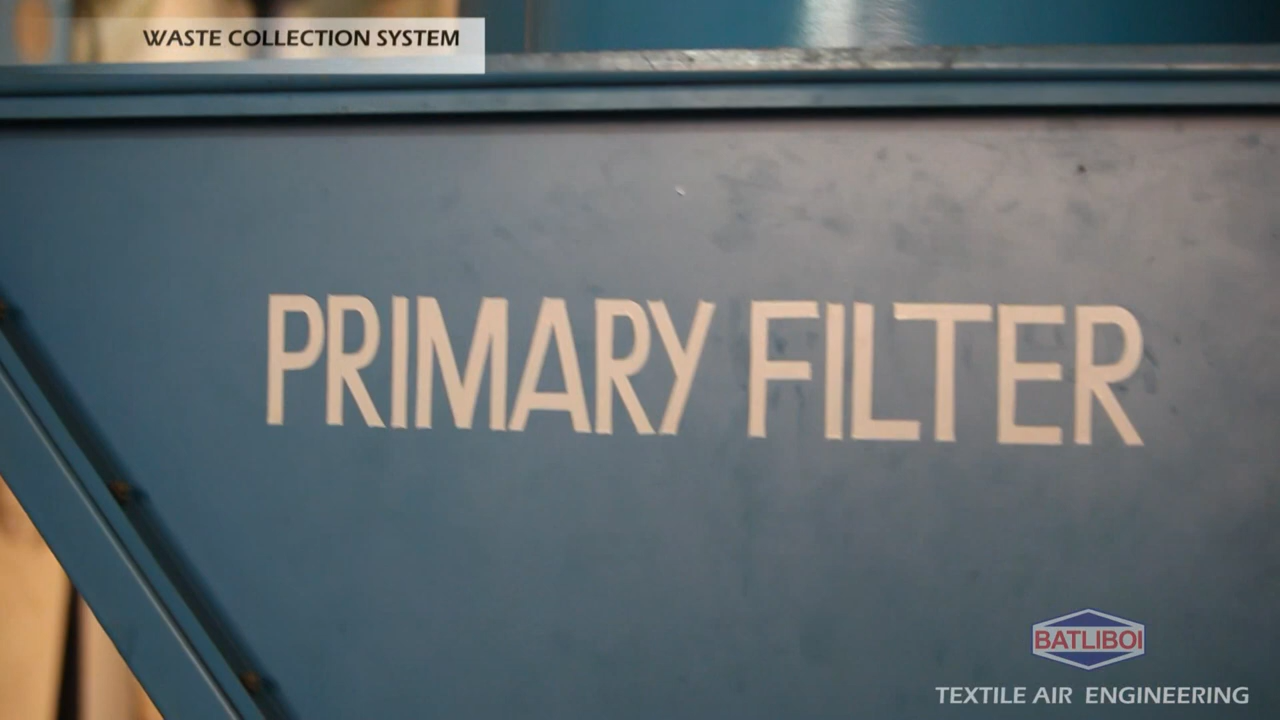 WASTE COLLECTION SYSTEM
PRIMARY FILTER
BATLIBOI
TEXTILE AIR ENGINEERING